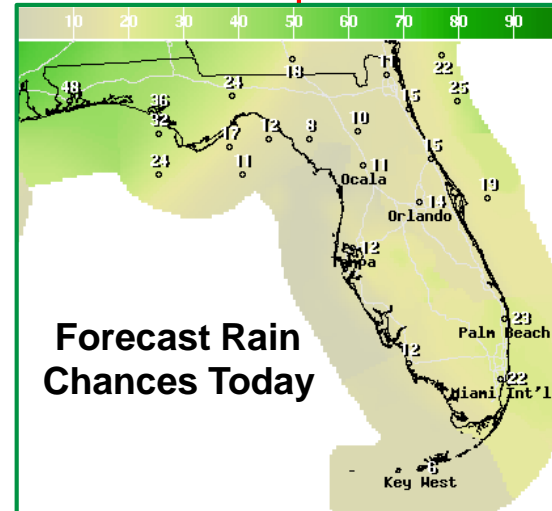 10 20 30 40 50 60 70 80 90
18 11 22
48 36 24 15 25
32 17 12 8 10
24 11 11 15
Ocala
14 19
Orlando
12
Tampa
23
Palm Beach
Forecast Rain
Chances Today
12
22
Miami Int'l
6
Key West